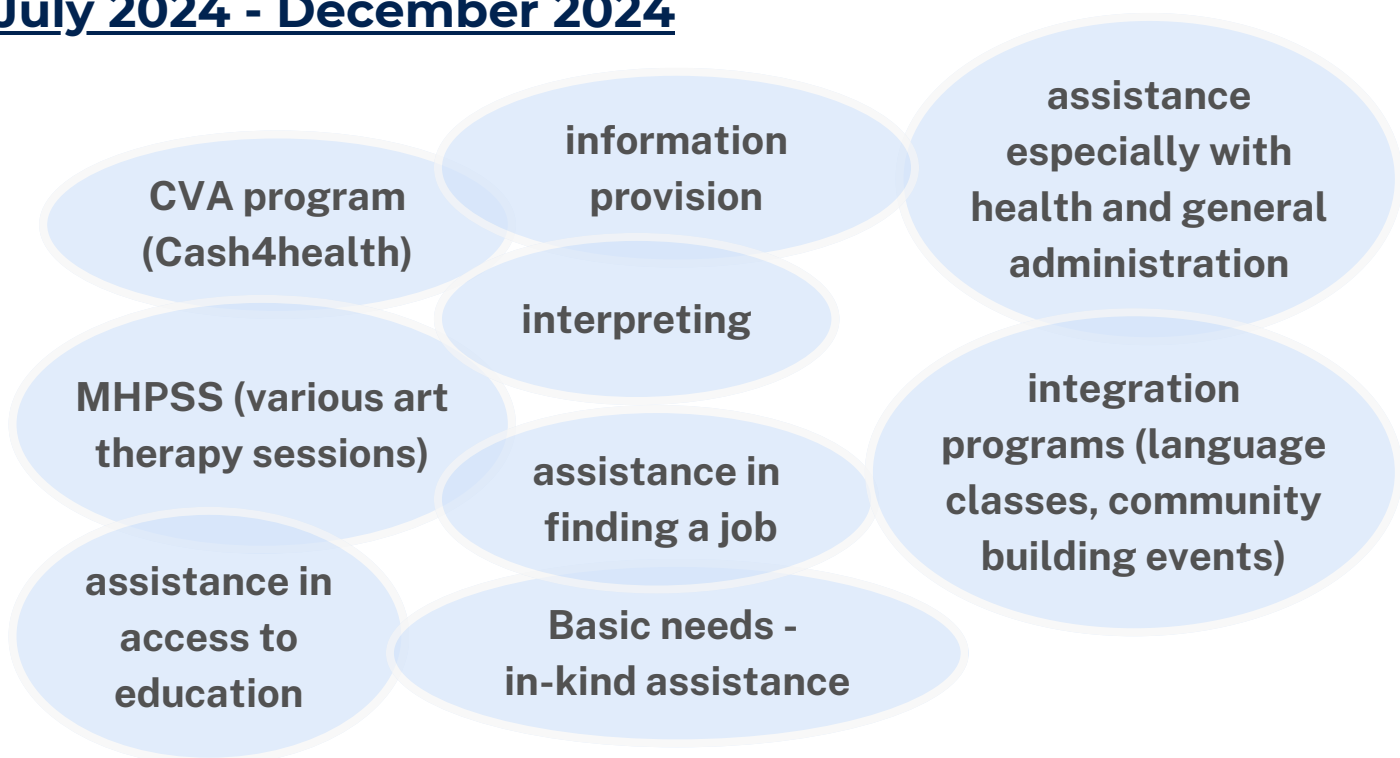 July 2024 - December 2024
CVA program
(Cash4health)
information
provision
assistance
especially with
health and general
administration
interpreting
MHPSS (various art
therapy sessions)
assistance in
finding a job
integration
programs (language
classes, community
building events)
assistance in
access to
education
Basic needs -
in-kind assistance